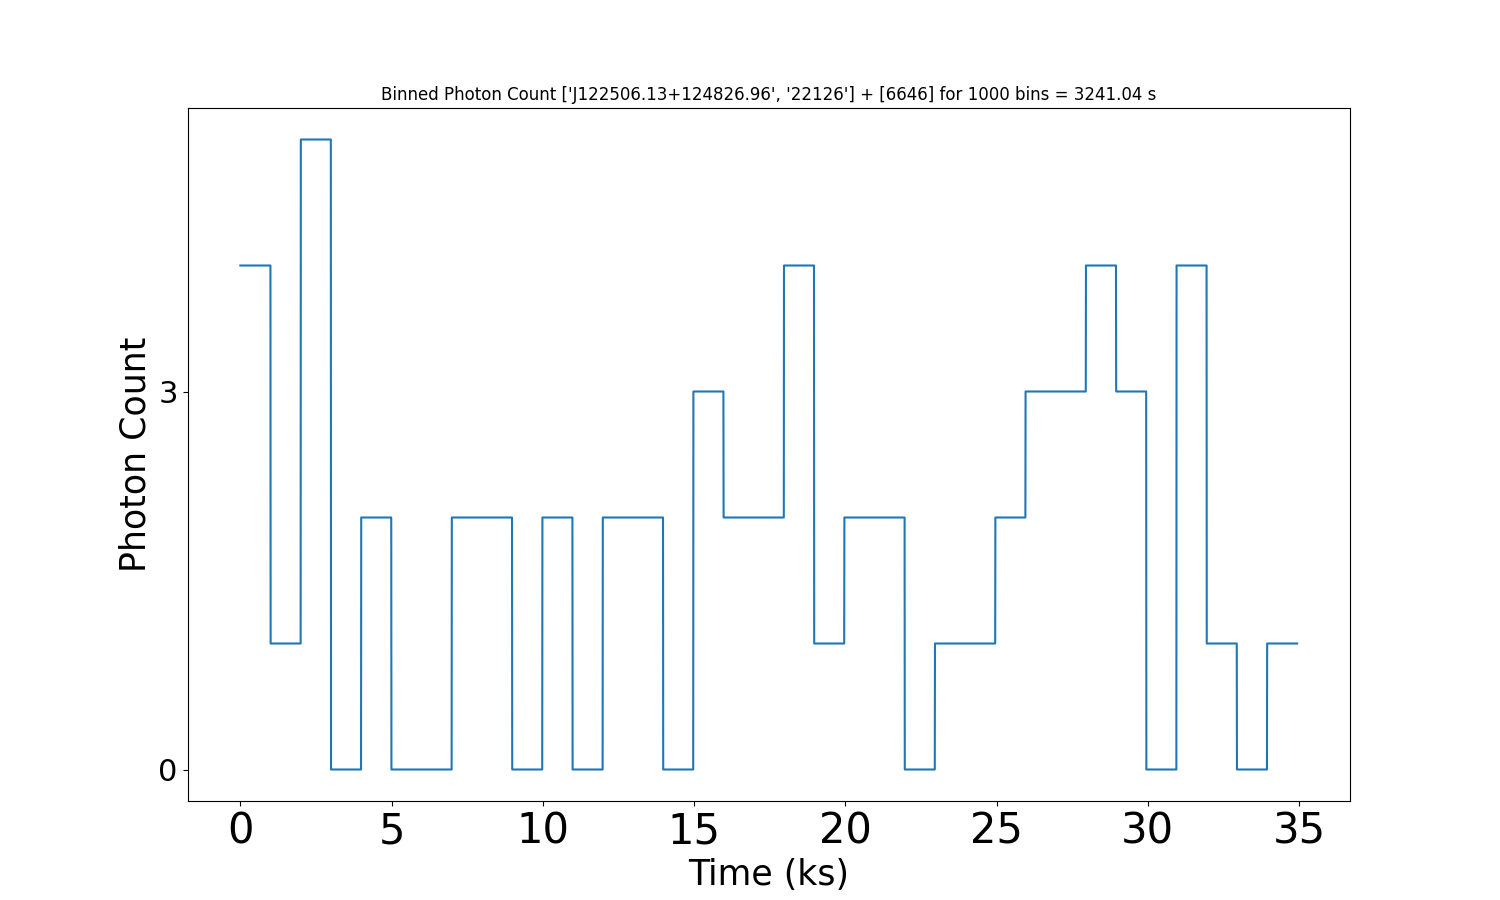 Binned Photon Count ['J122506.13+124826.96', '22126'] + [6646] for 1000 bins = 3241.04 s
Photon Count
3
0
0 5 10 15 20 25 30 35
Time (ks)